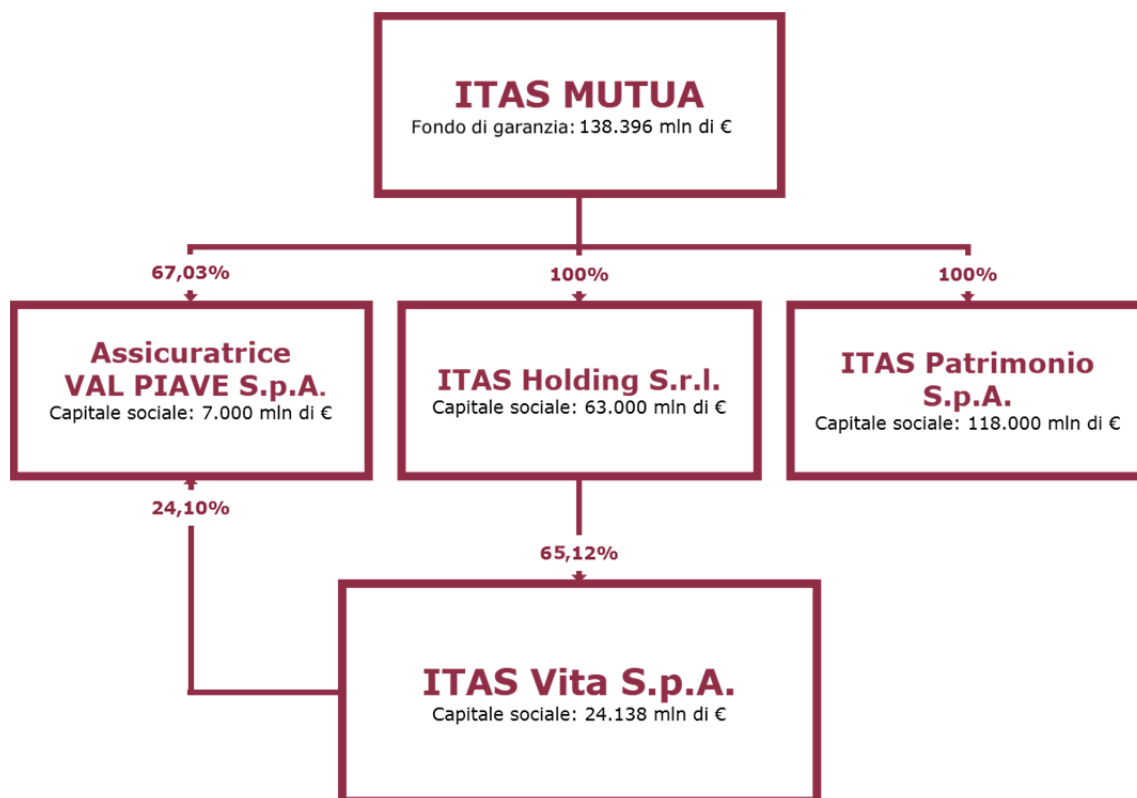 ITAS MUTUA
Fondo di garanzia: 138.396 mln di €
67,03%
100%
100%
Assicuratrice
VAL PIAVE S.p.A.
Capitale sociale: 7.000 mln di €
ITAS Holding S.r.l.
Capitale sociale: 63.000 mln di €
ITAS Patrimonio
S.p.A.
Capitale sociale: 118.000 mln di €
24,10%
65,12%
ITAS Vita S.p.A.
Capitale sociale: 24.138 mln di €